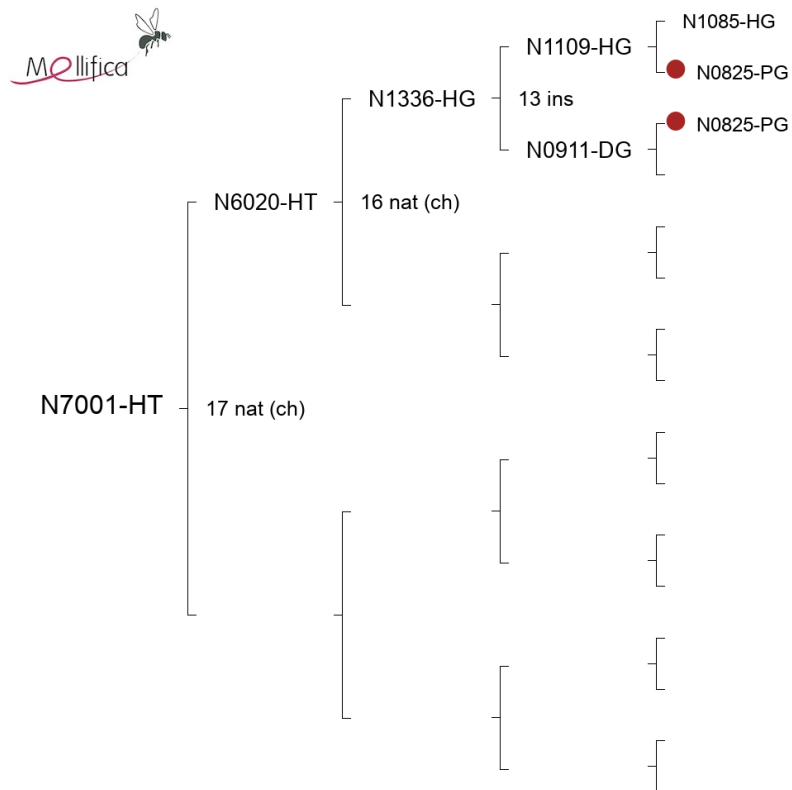 Mellifica
N1085-HG
N1109-HG
N0825-PG
N1336-HG
13 ins
N0825-PG
N0911-DG
N6020-HT
16 nat (ch)
N7001-HT
17 nat (ch)